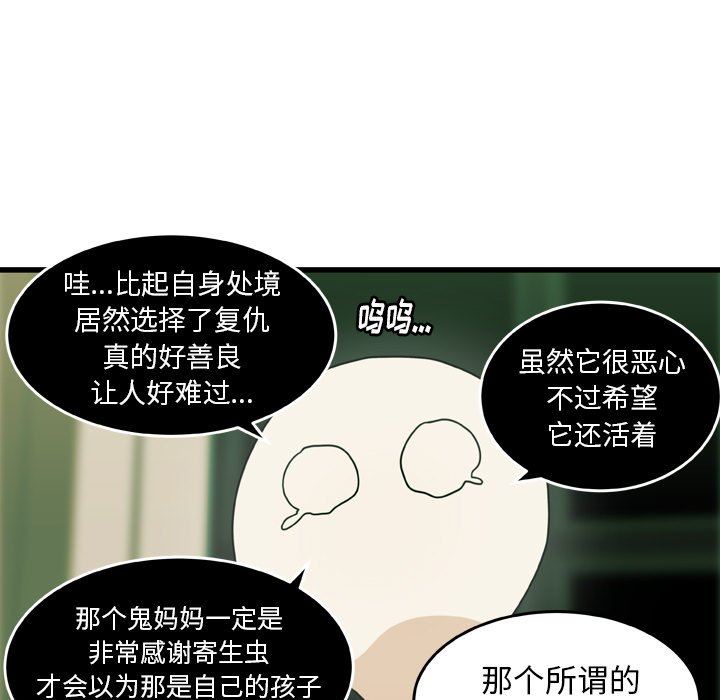 哇...比起自身处境
居然选择了复仇
真的好善良
让人好难过...
呜呜...
虽然它很恶心
不过希望
它还活着
那个鬼妈妈一定是
非常感谢寄生虫
才会以为那是自己的孩子
那个所谓的